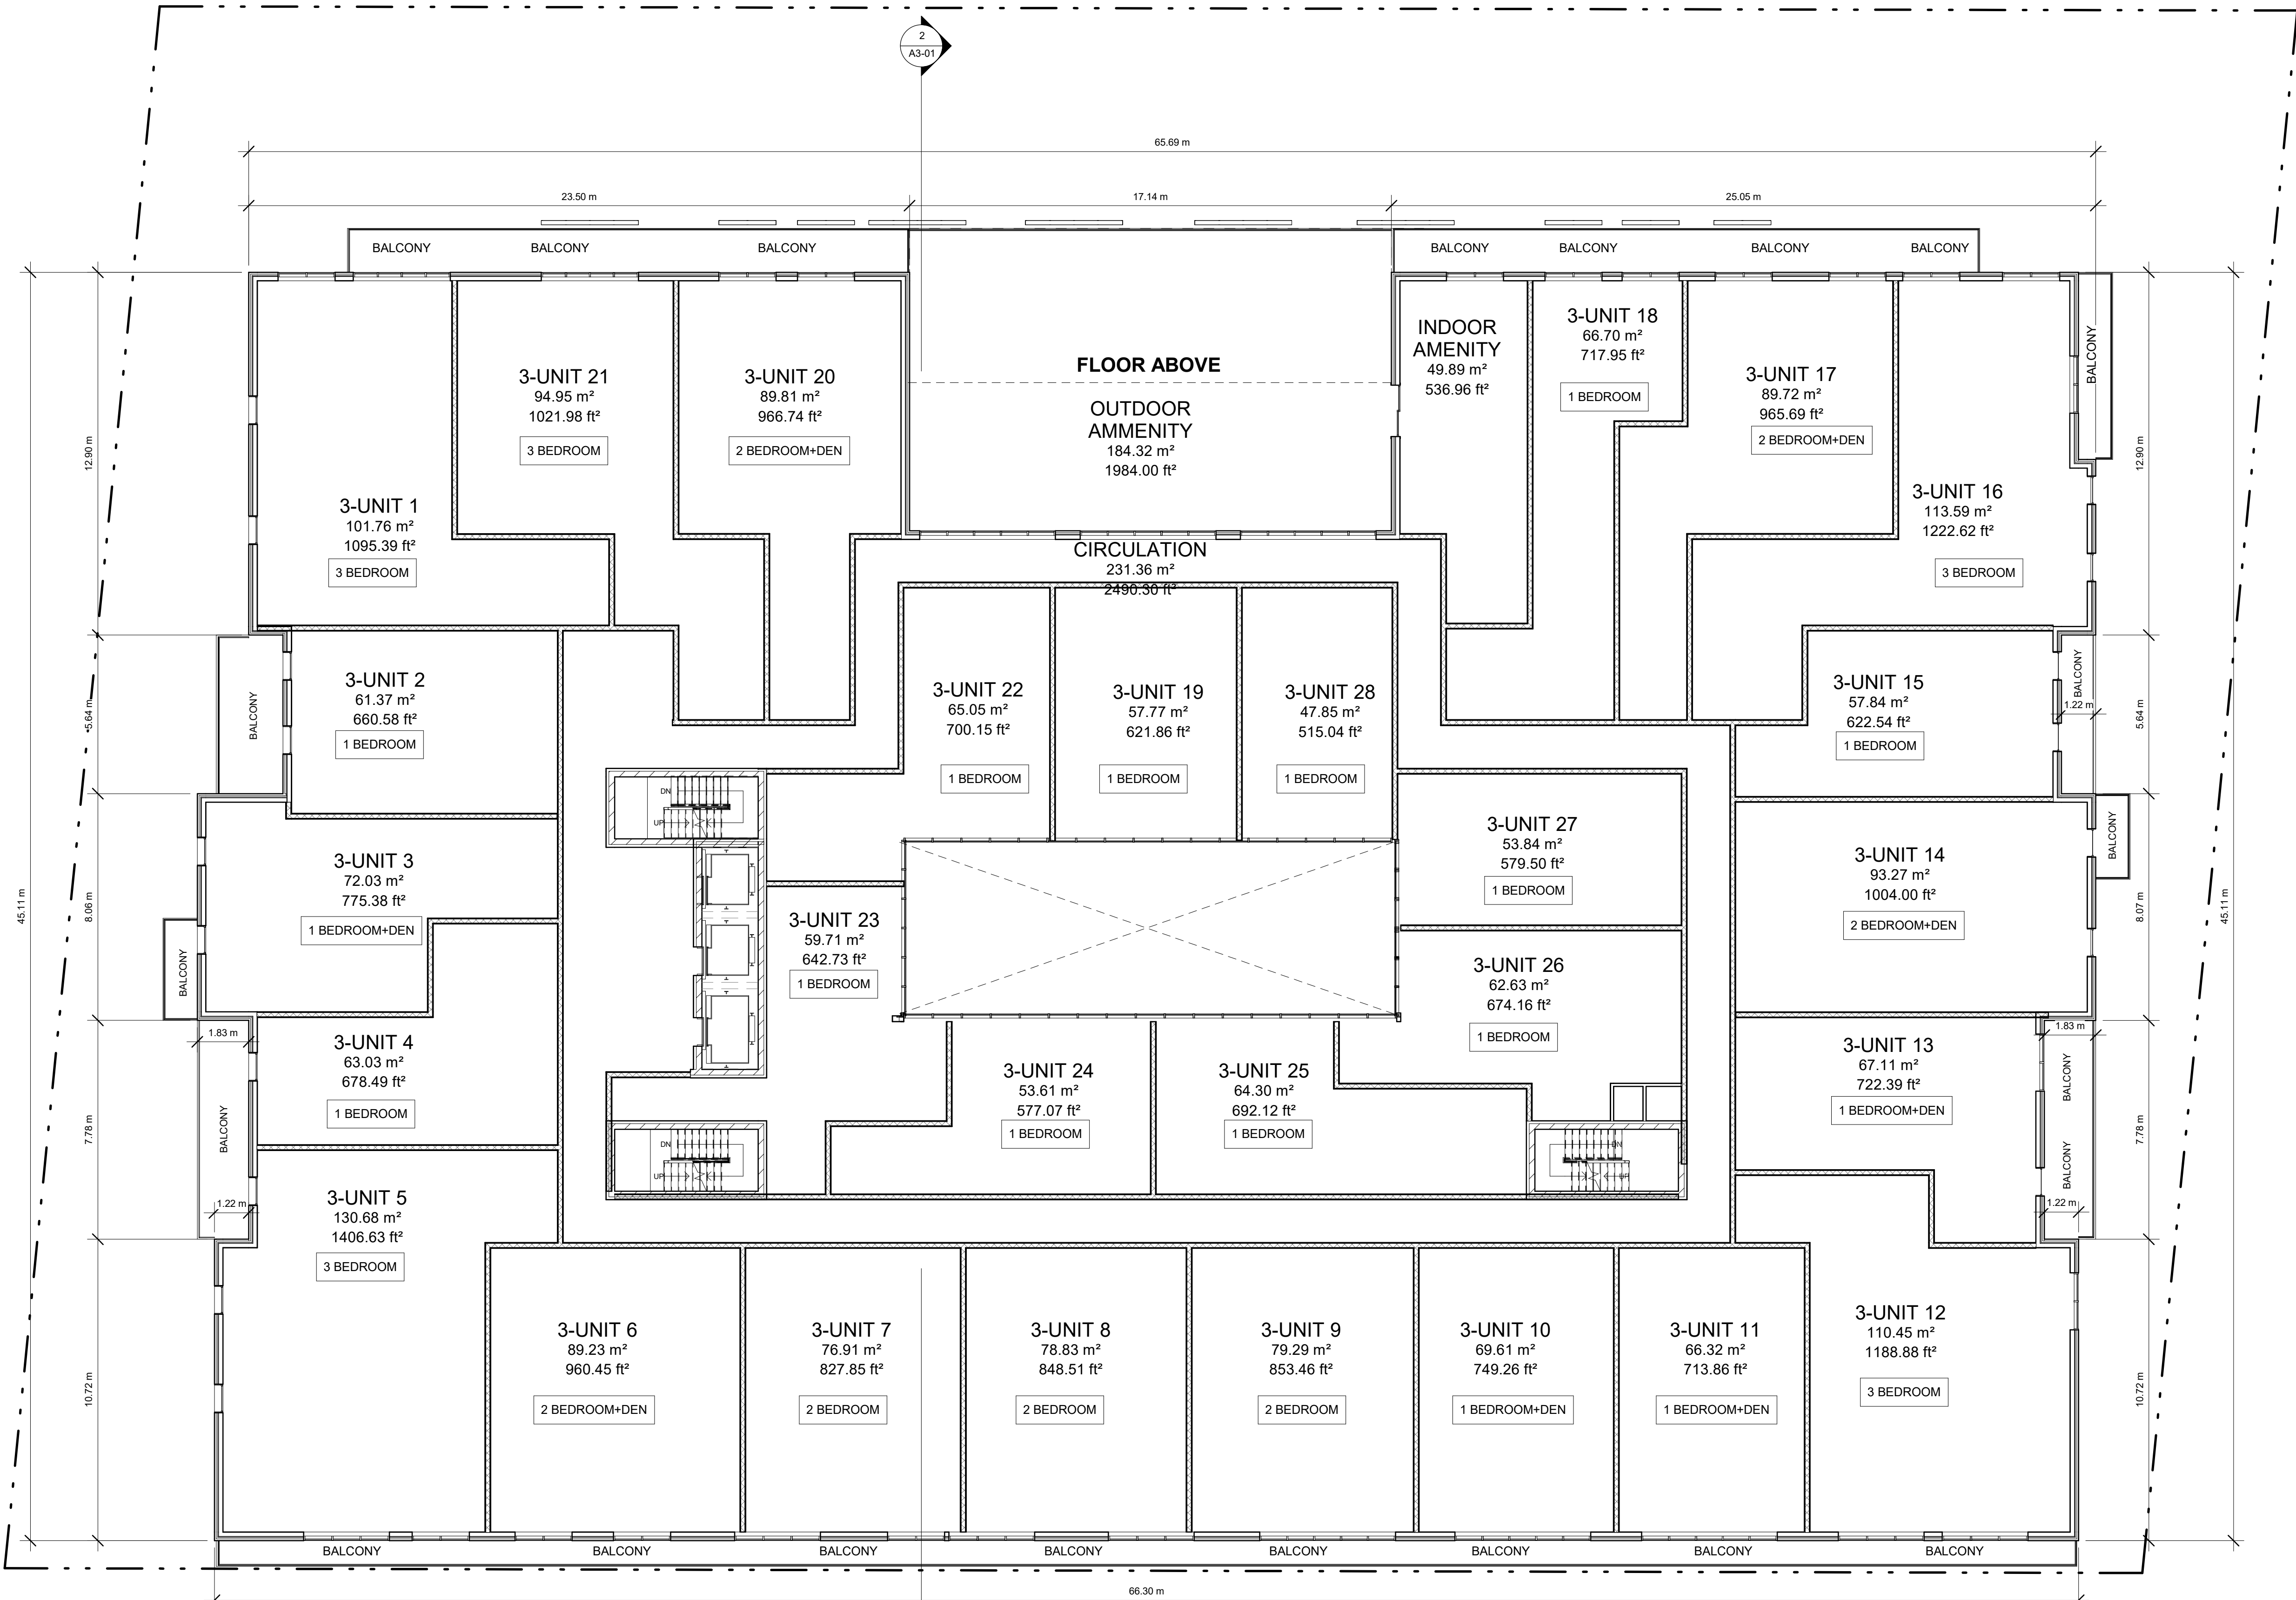 2
A3-01
65.69 m
23.50 m
17.14 m
25.05 m
BALCONY
BALCONY
BALCONY
BALCONY
BALCONY
BALCONY
BALCONY
3-UNIT 1
101.76 m²
1095.39 ft²
3 BEDROOM
3-UNIT 21
94.95 m²
1021.98 ft²
3 BEDROOM
3-UNIT 20
89.81 m²
966.74 ft²
2 BEDROOM+DEN
FLOOR ABOVE
OUTDOOR
AMMENITY
184.32 m²
1984.00 ft²
INDOOR
AMENITY
49.89 m²
536.96 ft²
3-UNIT 18
66.70 m²
717.95 ft²
1 BEDROOM
3-UNIT 17
89.72 m²
965.69 ft²
2 BEDROOM+DEN
3-UNIT 16
113.59 m²
1222.62 ft²
3 BEDROOM
BALCONY
12.90 m
12.90 m
CIRCULATION
231.36 m²
2490.30 ft²
3-UNIT 2
61.37 m²
660.58 ft²
1 BEDROOM
BALCONY
5.64 m
3-UNIT 22
65.05 m²
700.15 ft²
1 BEDROOM
3-UNIT 19
57.77 m²
621.86 ft²
1 BEDROOM
3-UNIT 28
47.85 m²
515.04 ft²
1 BEDROOM
3-UNIT 15
57.84 m²
622.54 ft²
1 BEDROOM
BALCONY
1.22 m
5.64 m
DN
UP
3-UNIT 3
72.03 m²
775.38 ft²
1 BEDROOM+DEN
BALCONY
8.06 m
45.11 m
3-UNIT 23
59.71 m²
642.73 ft²
1 BEDROOM
3-UNIT 27
53.84 m²
579.50 ft²
1 BEDROOM
3-UNIT 26
62.63 m²
674.16 ft²
1 BEDROOM
3-UNIT 14
93.27 m²
1004.00 ft²
2 BEDROOM+DEN
BALCONY
8.07 m
45.11 m
1.83 m
3-UNIT 4
63.03 m²
678.49 ft²
1 BEDROOM
BALCONY
7.78 m
1.22 m
3-UNIT 24
53.61 m²
577.07 ft²
1 BEDROOM
3-UNIT 25
64.30 m²
692.12 ft²
1 BEDROOM
3-UNIT 13
67.11 m²
722.39 ft²
1 BEDROOM+DEN
1.83 m
BALCONY
BALCONY
1.22 m
7.78 m
DN
UP
DN
UP
3-UNIT 5
130.68 m²
1406.63 ft²
3 BEDROOM
10.72 m
3-UNIT 6
89.23 m²
960.45 ft²
2 BEDROOM+DEN
3-UNIT 7
76.91 m²
827.85 ft²
2 BEDROOM
3-UNIT 8
78.83 m²
848.51 ft²
2 BEDROOM
3-UNIT 9
79.29 m²
853.46 ft²
2 BEDROOM
3-UNIT 10
69.61 m²
749.26 ft²
1 BEDROOM+DEN
3-UNIT 11
66.32 m²
713.86 ft²
1 BEDROOM+DEN
3-UNIT 12
110.45 m²
1188.88 ft²
3 BEDROOM
10.72 m
BALCONY
BALCONY
BALCONY
BALCONY
BALCONY
BALCONY
BALCONY
BALCONY
66.30 m